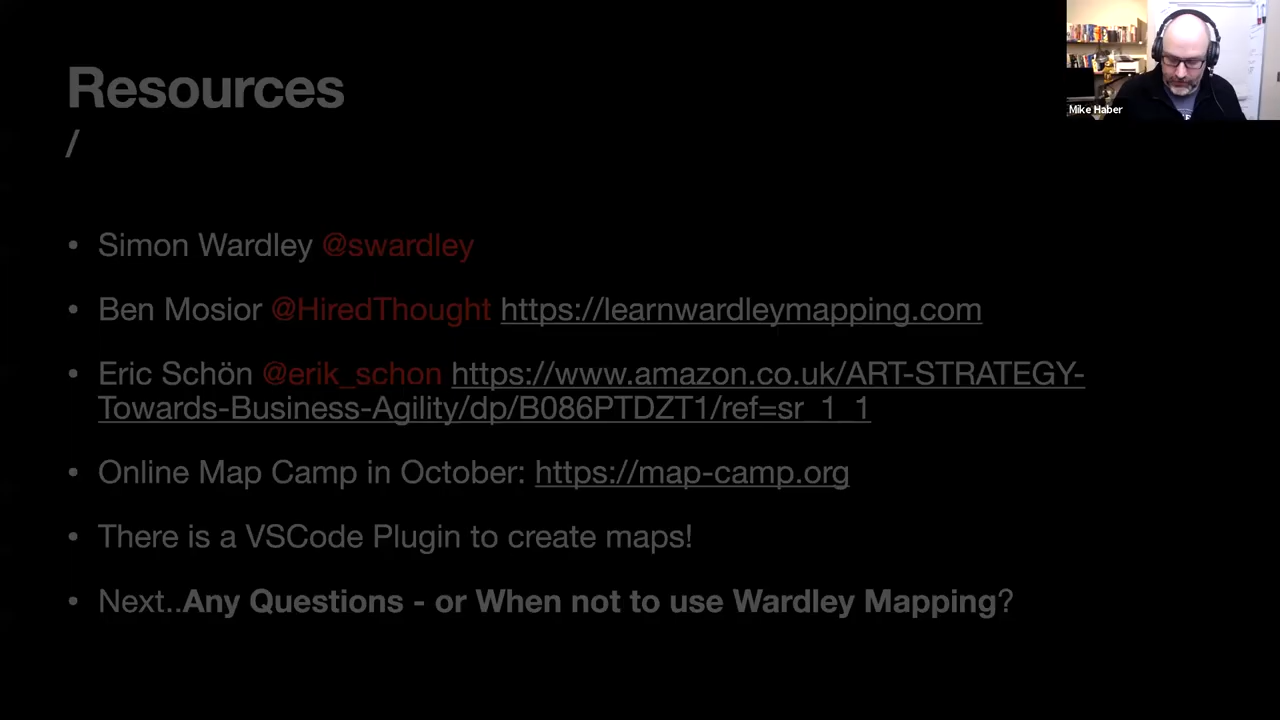 Resources
/
• Simon Wardley @swardley
• Ben Mosior @HiredThought https://learnwardleymapping.com
• Eric Schön @erik_schon https://www.amazon.co.uk/ART-STRATEGY-
Towards-Business-Agility/dp/B086PTDZT1/ref=sr_1_1
• Online Map Camp in October: https://map-camp.org
• There is a VSCode Plugin to create maps!
• Next..Any Questions - or When not to use Wardley Mapping?
Mike Haber